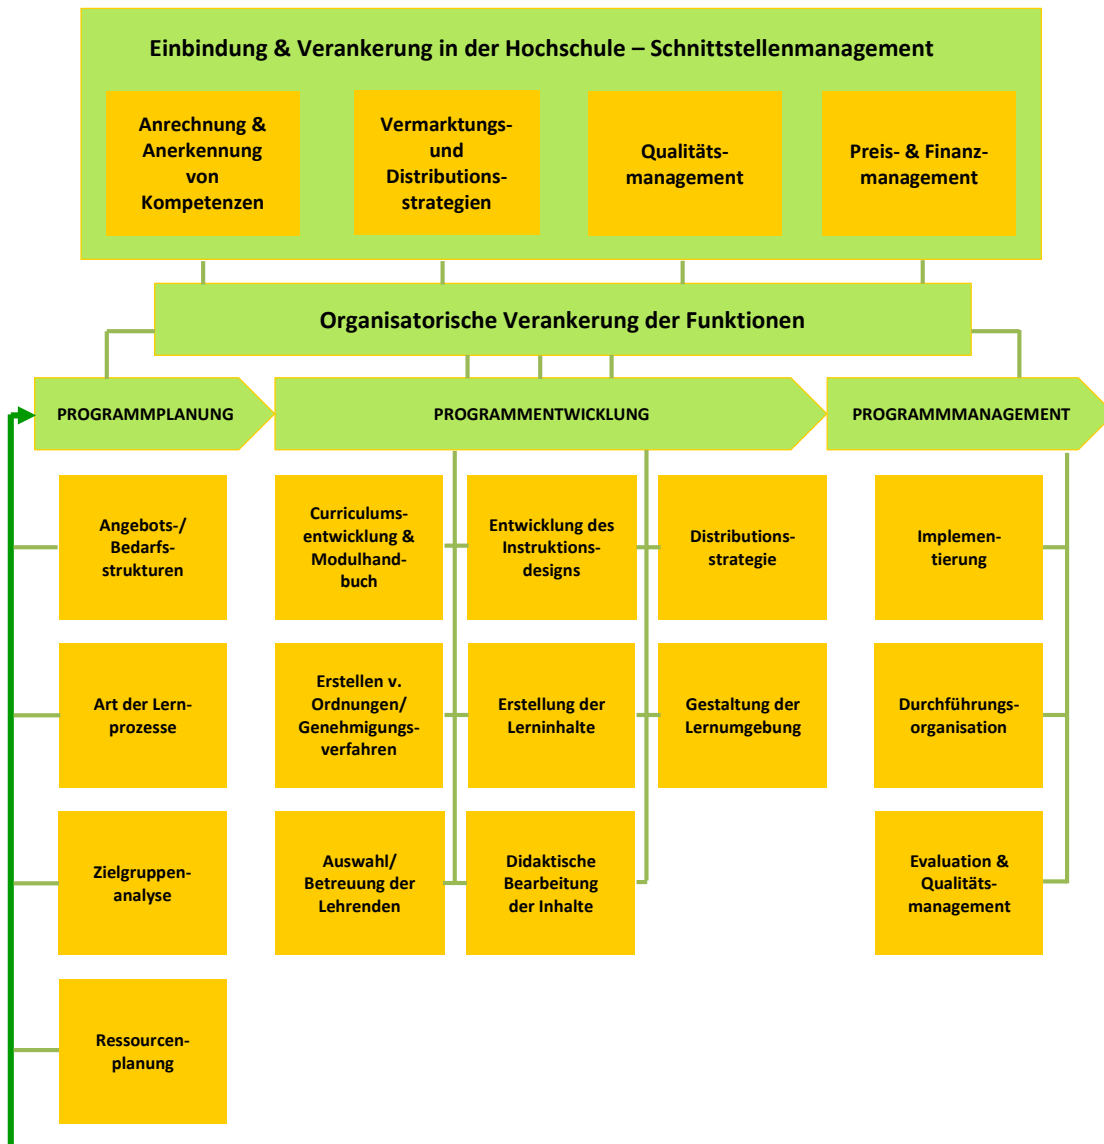 Einbindung & Verankerung in der Hochschule – Schnittstellenmanagement
Anrechnung &
Anerkennung
von
Kompetenzen
Vermarktungs-
und
Distributions-
strategien
Qualitäts-
management
Preis- & Finanz-
management
Organisatorische Verankerung der Funktionen
PROGRAMMPLANUNG
PROGRAMMENTWICKLUNG
PROGRAMMMANAGEMENT
Angebots-/
Bedarfs-
strukturen
Curriculums-
entwicklung &
Modulhand-
buch
Entwicklung des
Instruktions-
designs
Distributions-
strategie
Implemen-
tierung
Art der Lern-
prozesse
Erstellen v.
Ordnungen/
Genehmigungs-
verfahren
Erstellung der
Lerninhalte
Gestaltung der
Lernumgebung
Durchführungs-
organisation
Zielgruppen-
analyse
Auswahl/
Betreuung der
Lehrenden
Didaktische
Bearbeitung
der Inhalte
Evaluation &
Qualitäts-
management
Ressourcen-
planung